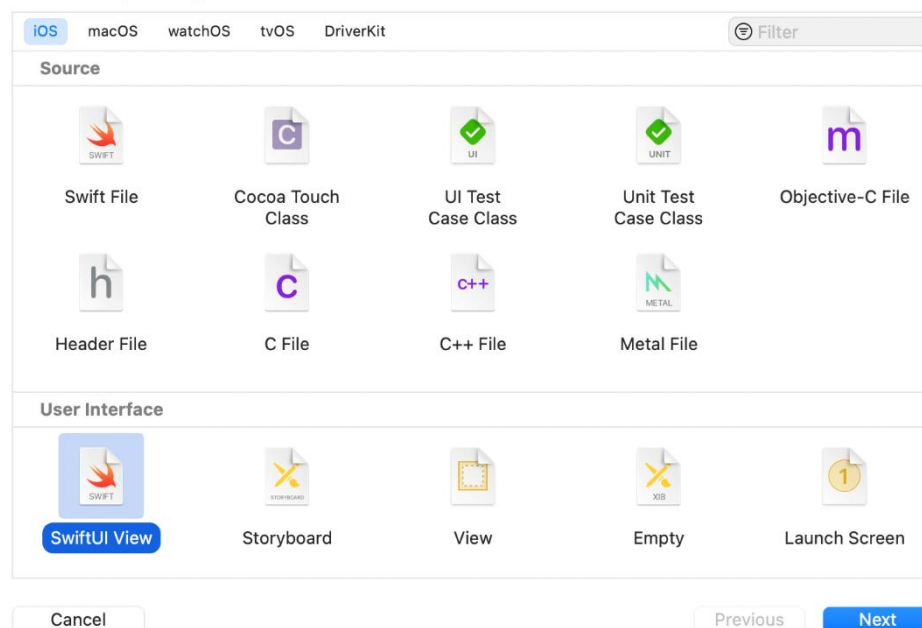 iOS macOS watchOS tvOS DriverKit Filter
Source
SWIFT C UI UNIT m
Swift File Cocoa Touch Class UI Test Case Class Unit Test Case Class Objective-C File
h C C++ METAL
Header File C File C++ File Metal File
User Interface
SWIFT STORYBOARD XIB 1
SwiftUI View Storyboard View Empty Launch Screen
Cancel Previous Next